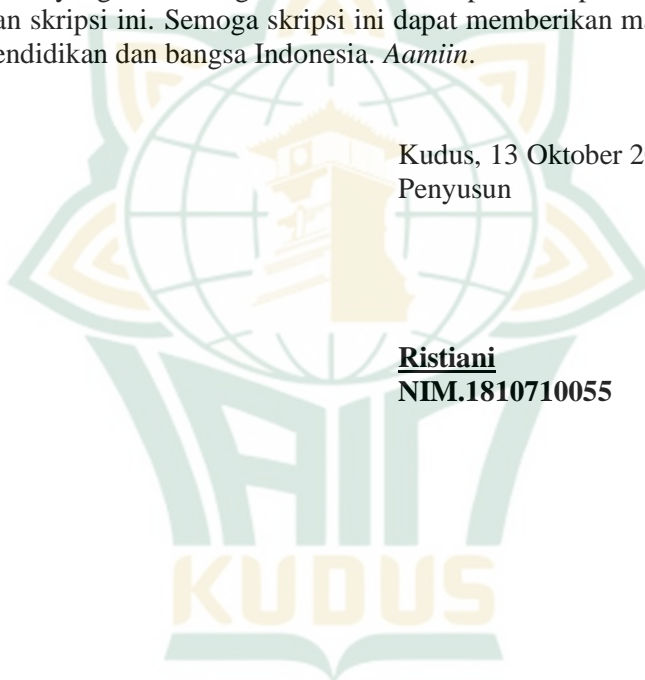 an skripsi ini. Semoga skripsi ini dapat memberikan
endidikan dan bangsa Indonesia. Aamiin.
Kudus, 13 Oktober 2
Penyusun
Ristiani
NIM.1810710055
IAIN
KUDUS